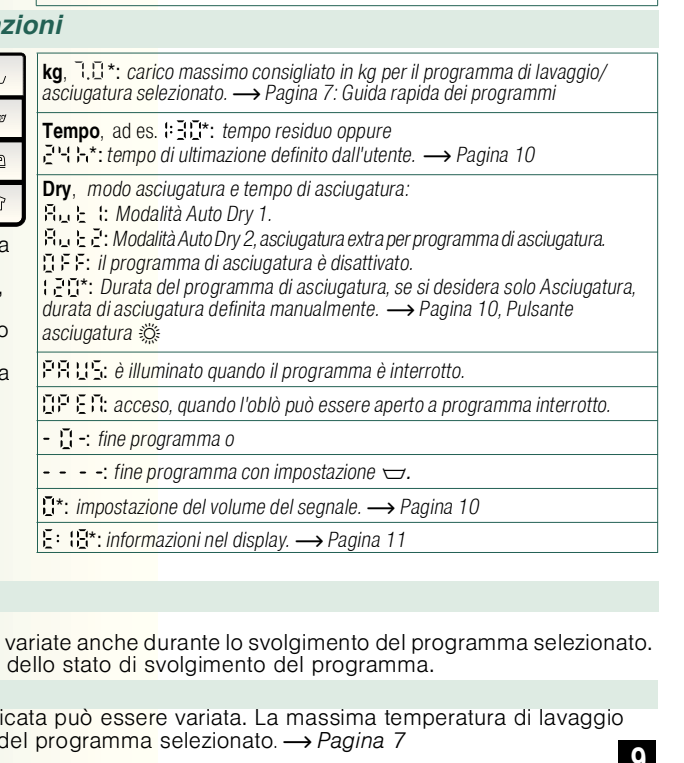 zioni
kg, 7.0*: carico massimo consigliato in kg per il programma di lavaggio/
asciugatura selezionato. → Pagina 7: Guida rapida dei programmi
Tempo, ad es. 1:30*: tempo residuo oppure
24h*: tempo di ultimazione definito dall'utente. → Pagina 10
Dry, modo asciugatura e tempo di asciugatura:
Aut 1: Modalità Auto Dry 1.
Aut 2: Modalità Auto Dry 2, asciugatura extra per programma di asciugatura.
OFF: il programma di asciugatura è disattivato.
120*: Durata del programma di asciugatura, se si desidera solo Asciugatura,
durata di asciugatura definita manualmente. → Pagina 10, Pulsante
asciugatura
PAUS: è illuminato quando il programma è interrotto.
OPEN: acceso, quando l'oblò può essere aperto a programma interrotto.
- 0 -: fine programma o
- - - -: fine programma con impostazione .
0*: impostazione del volume del segnale. → Pagina 10
E:18*: informazioni nel display. → Pagina 11
a
,
o
a
variate anche durante lo svolgimento del programma selezionato.
dello stato di svolgimento del programma.
icata può essere variata. La massima temperatura di lavaggio
del programma selezionato. → Pagina 7
9